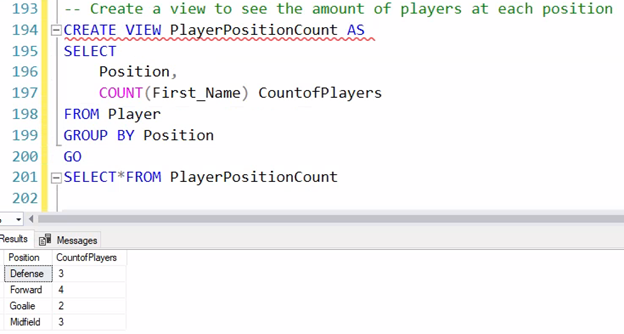 193 -- Create a view to see the amount of players at each position
194 CREATE VIEW PlayerPositionCount AS
195 SELECT
196 Position,
197 COUNT(First_Name) CountofPlayers
198 FROM Player
199 GROUP BY Position
200 GO
201 SELECT*FROM PlayerPositionCount
202
Results Messages
Position CountofPlayers
Defense 3
Forward 4
Goalie 2
Midfield 3